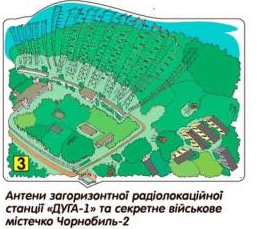 3
Антени загоризонтної радіолокаційної
станції «ДУГА-1» та секретне військове
містечко Чорнобиль-2